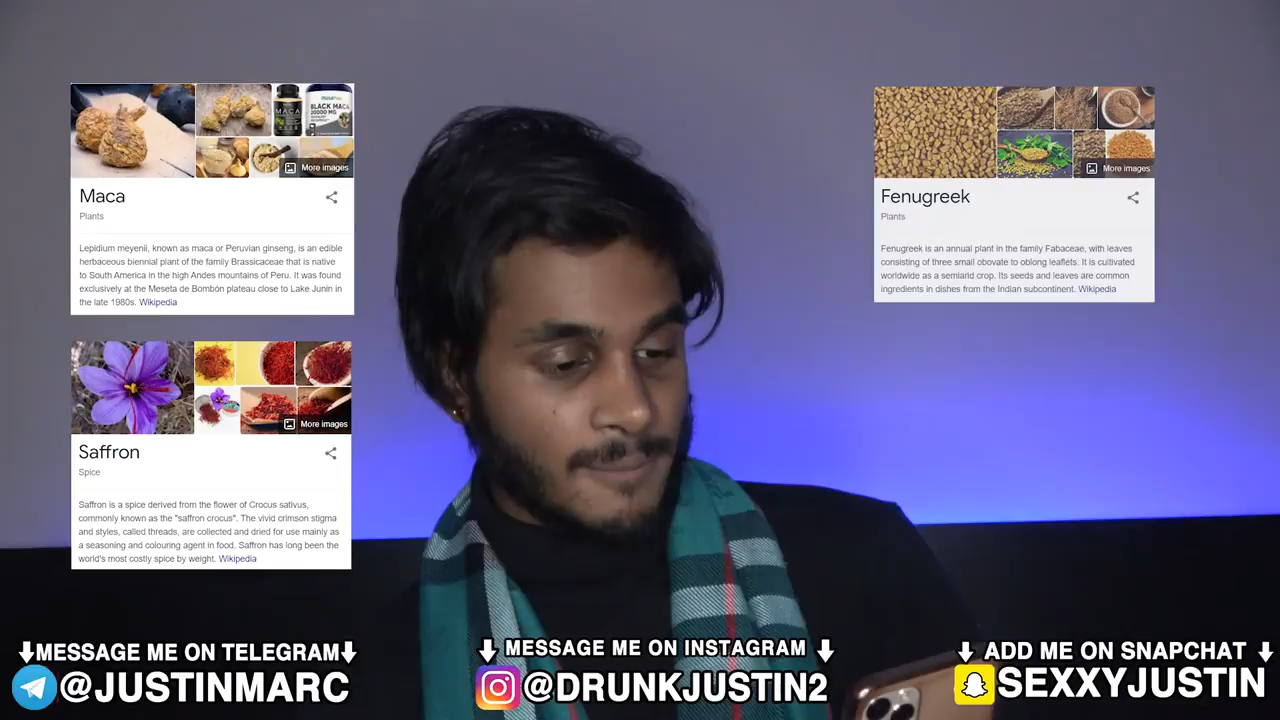 MACA
BLACK MACA
20000 MG
More images
Maca
Plants
Lepidium meyenii, known as maca or Peruvian ginseng, is an edible
herbaceous biennial plant of the family Brassicaceae that is native
to South America in the high Andes mountains of Peru. It was found
exclusively at the Meseta de Bombón plateau close to Lake Junin in
the late 1980s. Wikipedia
More images
Saffron
Spice
Saffron is a spice derived from the flower of Crocus sativus,
commonly known as the "saffron crocus". The vivid crimson stigma
and styles, called threads, are collected and dried for use mainly as
a seasoning and colouring agent in food. Saffron has long been the
world's most costly spice by weight. Wikipedia
More images
Fenugreek
Plants
Fenugreek is an annual plant in the family Fabaceae, with leaves
consisting of three small obovate to oblong leaflets. It is cultivated
worldwide as a semiarid crop. Its seeds and leaves are common
ingredients in dishes from the Indian subcontinent. Wikipedia
MESSAGE ME ON TELEGRAM
@JUSTINMARC
MESSAGE ME ON INSTAGRAM
@DRUNKJUSTIN2
ADD ME ON SNAPCHAT
SEXXYJUSTIN